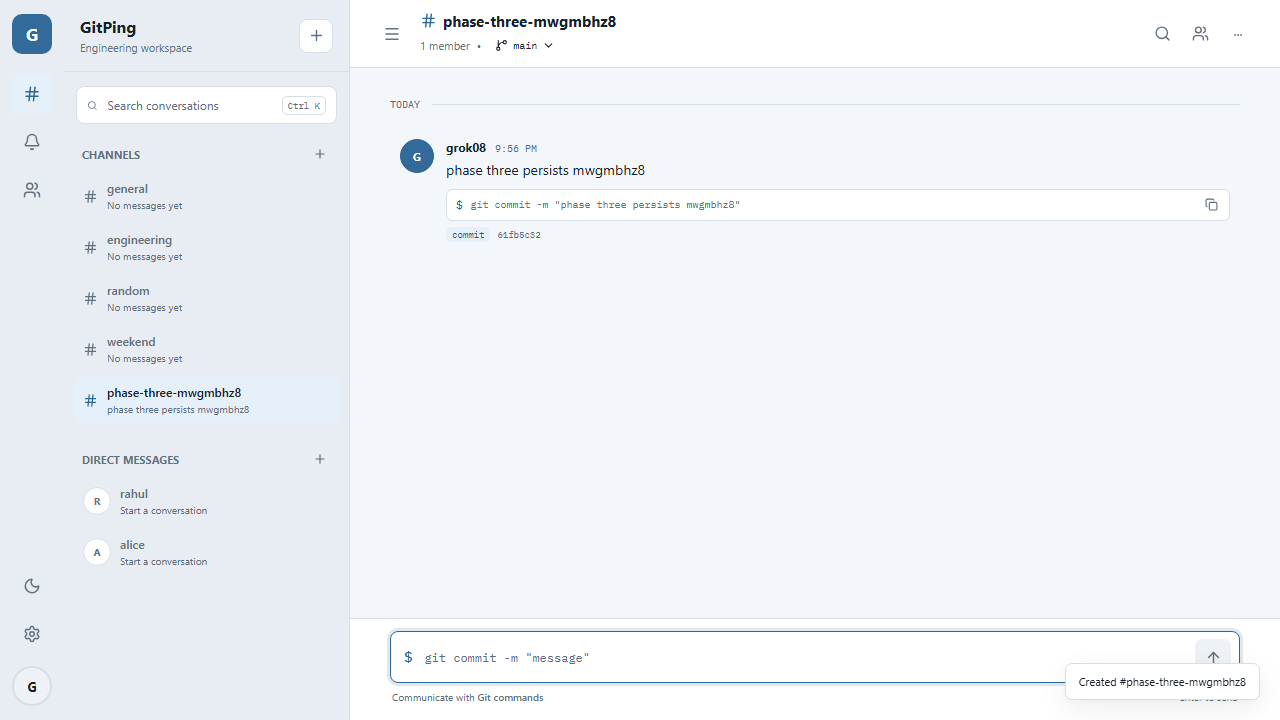 G
GitPing
Engineering workspace
Search conversations
Ctrl K
CHANNELS
general
No messages yet
engineering
No messages yet
random
No messages yet
weekend
No messages yet
phase-three-mwgmbhz8
phase three persists mwgmbhz8
DIRECT MESSAGES
R
rahul
Start a conversation
A
alice
Start a conversation
G
phase-three-mwgmbhz8
1 member • main
TODAY
G
grok08 9:56 PM
phase three persists mwgmbhz8
$ git commit -m "phase three persists mwgmbhz8"
commit 61fb5c32
$ git commit -m "message"
Communicate with Git commands
Created #phase-three-mwgmbhz8